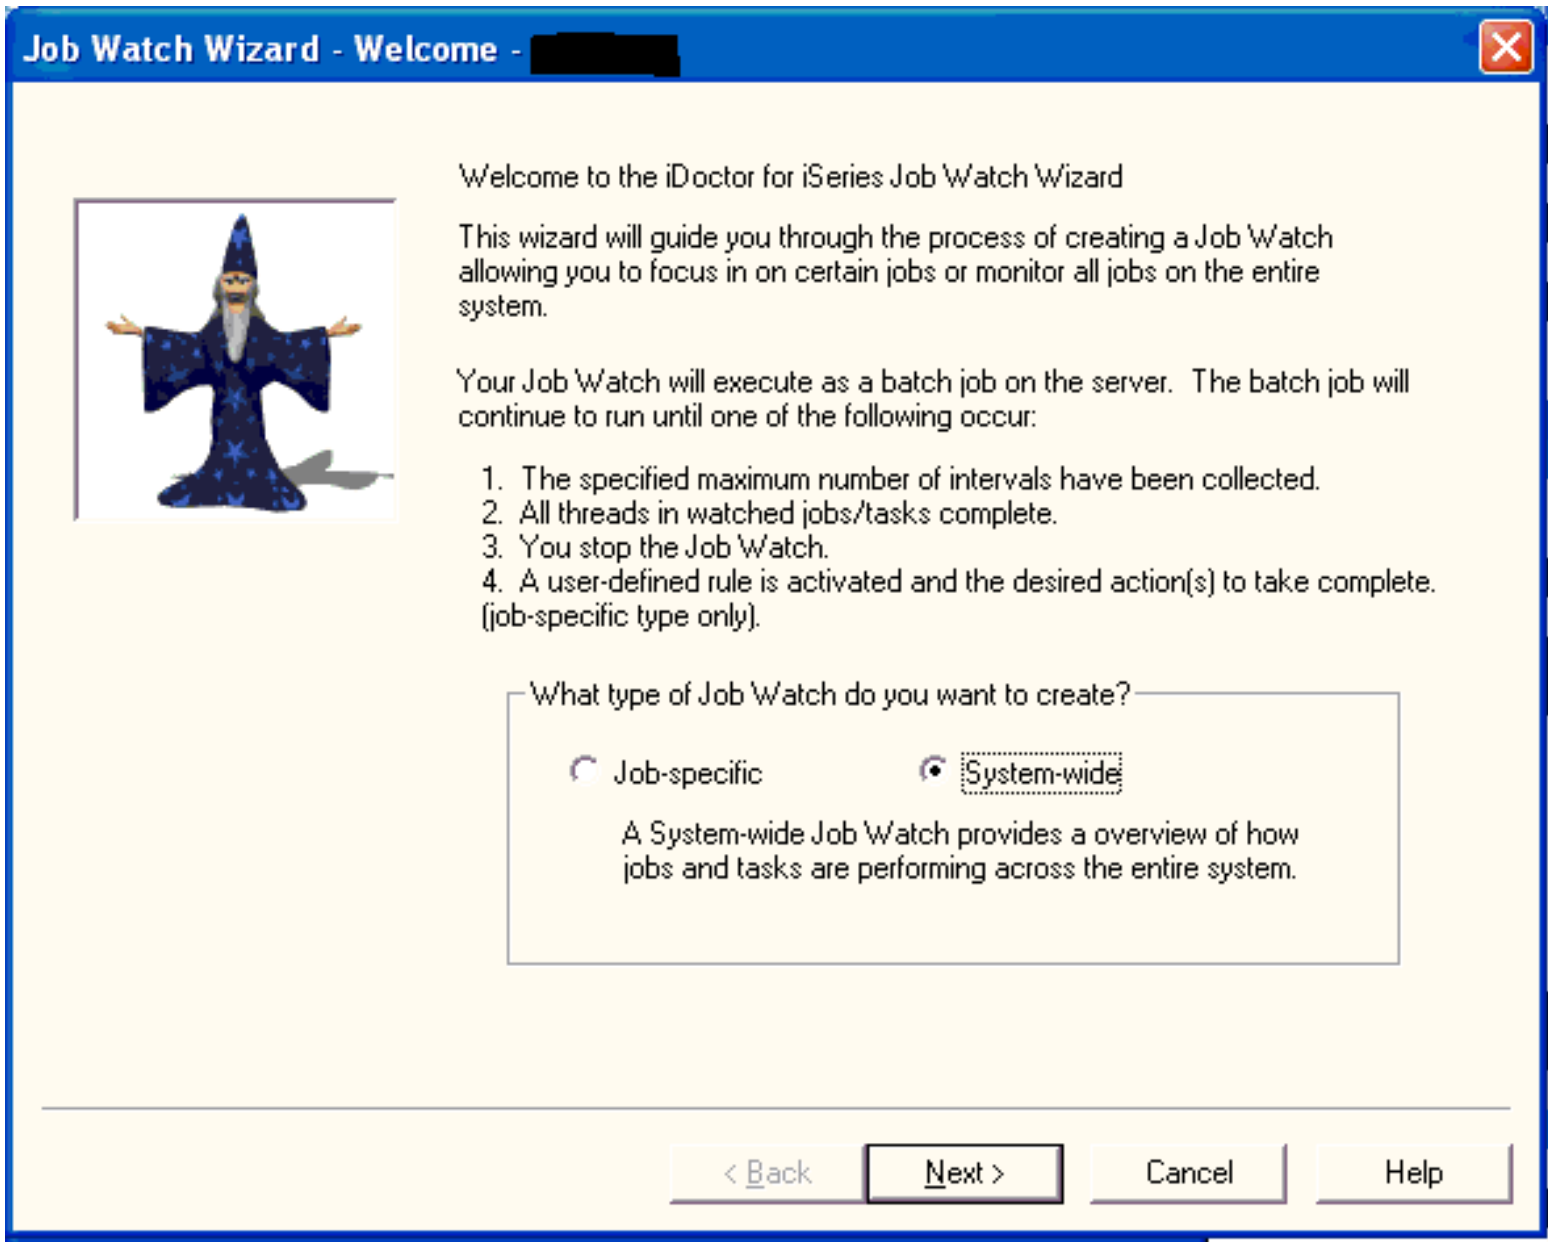 Job Watch Wizard - Welcome -
Welcome to the iDoctor for iSeries Job Watch Wizard
This wizard will guide you through the process of creating a Job Watch
allowing you to focus in on certain jobs or monitor all jobs on the entire
system.
Your Job Watch will execute as a batch job on the server.  The batch job will
continue to run until one of the following occur:
1.  The specified maximum number of intervals have been collected.
2.  All threads in watched jobs/tasks complete.
3.  You stop the Job Watch.
4.  A user-defined rule is activated and the desired action(s) to take complete.
(job-specific type only).
What type of Job Watch do you want to create?
Job-specific    System-wide
A System-wide Job Watch provides a overview of how
jobs and tasks are performing across the entire system.
< Back    Next >    Cancel    Help